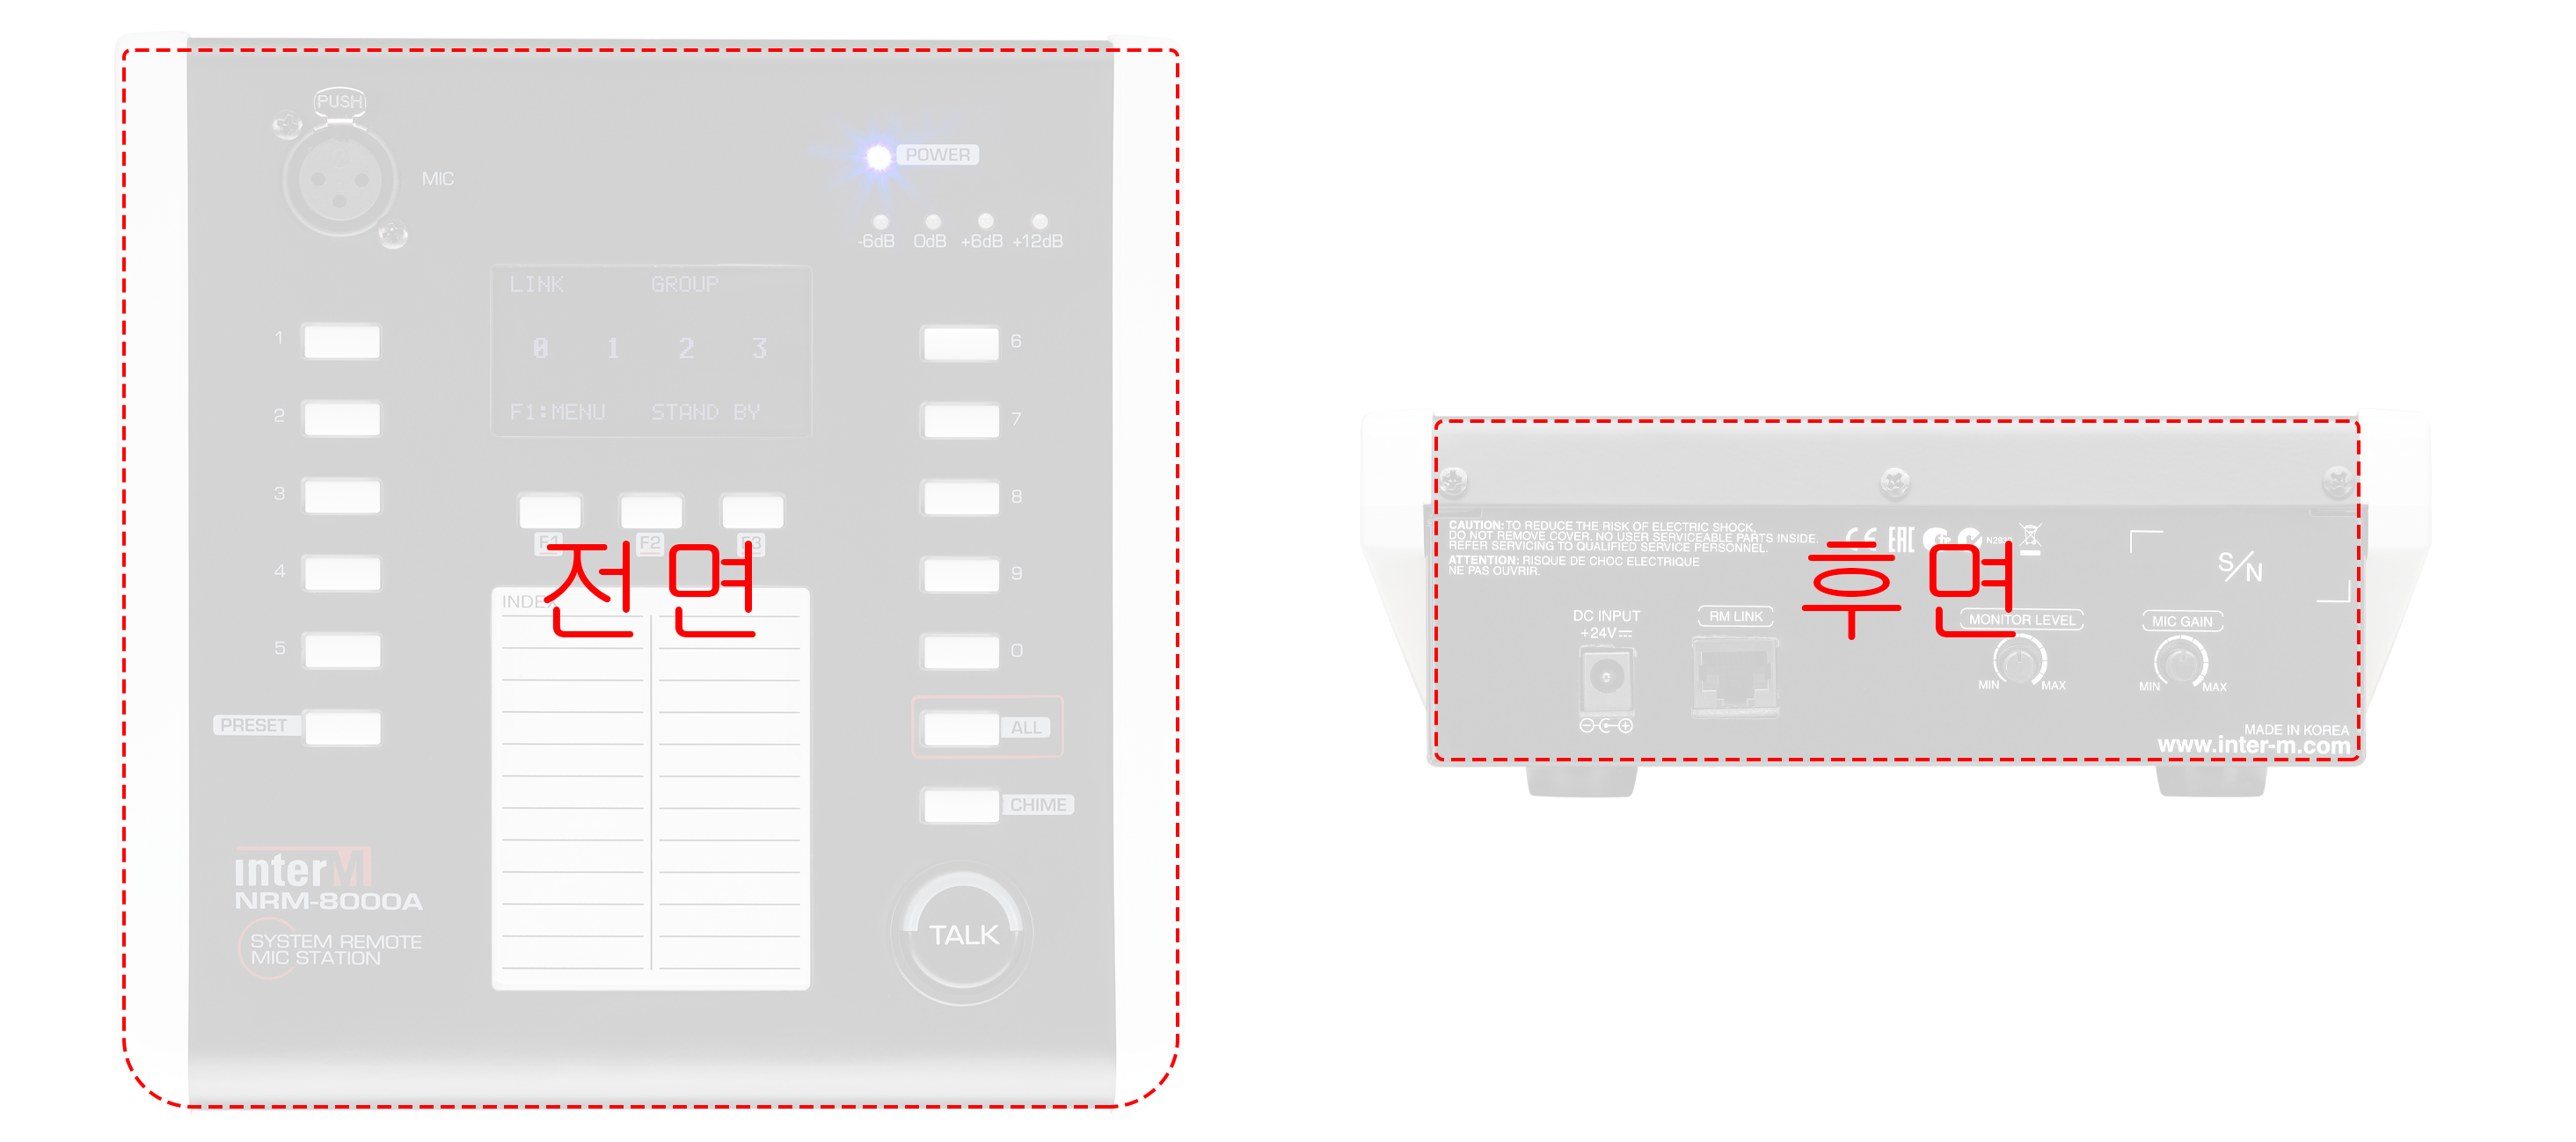 PUSH
MIC
POWER
-6dB 0dB +6dB +12dB
LINK GROUP
0 1 2 3
F1:MENU STAND BY
1
2
3
4
5
PRESET
6
7
8
9
0
ALL
CHIME
F1 F2 F3
전면
INDEX
interM
NRM-8000A
SYSTEM REMOTE
MIC STATION
TALK
CAUTION: TO REDUCE THE RISK OF ELECTRIC SHOCK,
DO NOT REMOVE COVER. NO USER SERVICEABLE PARTS INSIDE.
REFER SERVICING TO QUALIFIED SERVICE PERSONNEL.
ATTENTION: RISQUE DE CHOC ELECTRIQUE
NE PAS OUVRIR.
CE EAC
S/N
후면
DC INPUT
+24V
RM LINK
MONITOR LEVEL
MIN MAX
MIC GAIN
MIN MAX
MADE IN KOREA
www.inter-m.com